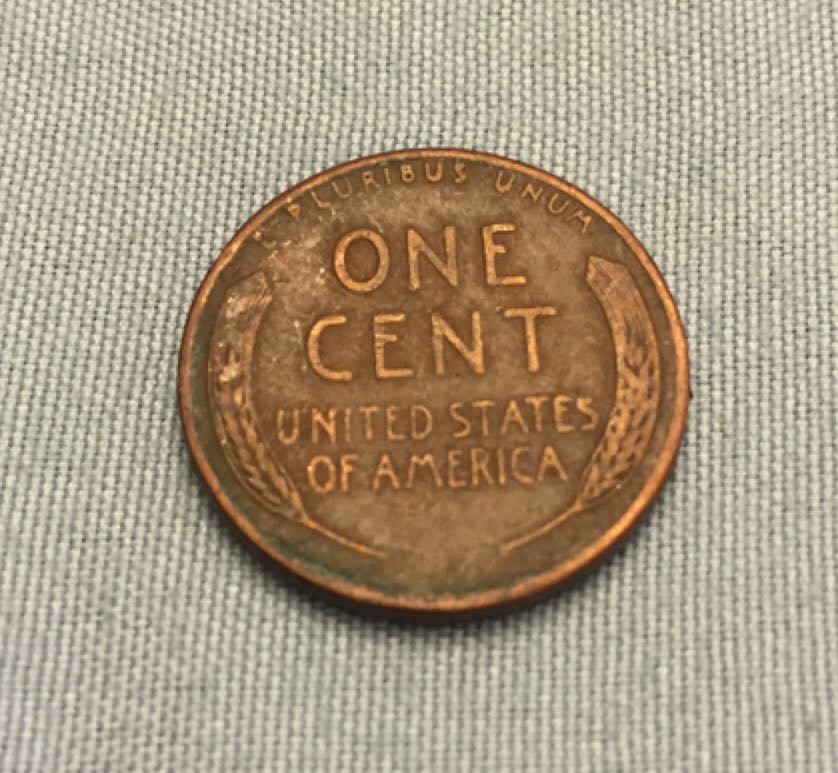 E PLURIBUS UNUM
ONE
CENT
UNITED STATES
OF AMERICA